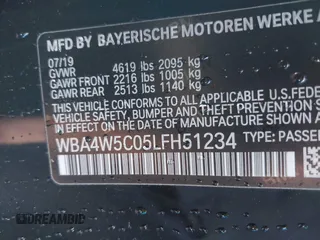 MFD BY BAYERISCHE MOTOREN WERKE A
07/19
GVWR 4619 lbs 2095 kg
GAWR FRONT 2216 lbs 1005 kg
GAWR REAR 2513 lbs 1140 kg
THIS VEHICLE CONFORMS TO ALL APPLICABLE U.S.FEDE
VEHICLE SAFETY, BUMPER, AND THEFT PREVENTION
STANDARDS IN EFFECT ON THE DATE OF
MANUFACTURE SHOWN ABOVE.
WBA4W5C05LFH51234 TYPE: PASSE
DREAMBID